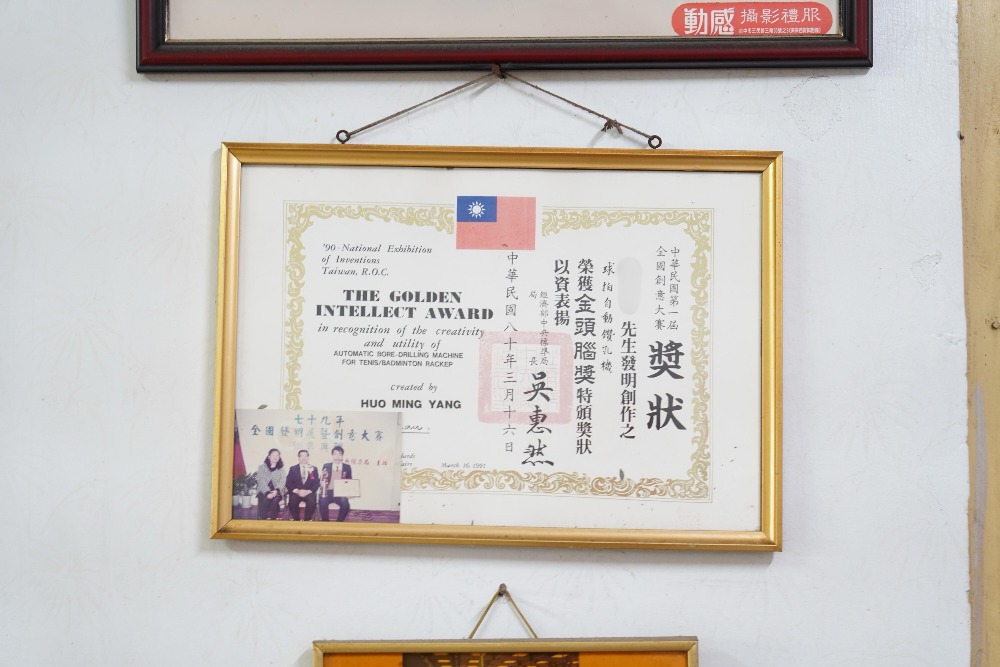 動感 攝影禮服
'90 National Exhibition
of Inventions
Taiwan, R.O.C.
THE GOLDEN
INTELLECT AWARD
in recognition of the creativity
and utility of
AUTOMATIC BORE-DRILLING MACHINE
FOR TENIS/BADMINTON RACKEP
created by
HUO MING YANG
March 16, 1991
獎狀
中華民國第一屆
全國創意大賽
先生發明創作之
球拍自動鑽孔機
榮獲金頭腦獎特頒獎狀
以資表揚
經濟部中央標準局
局長
吳惠然
中華民國八十年三月十六日
七十九年
全國發明展暨創意大賽